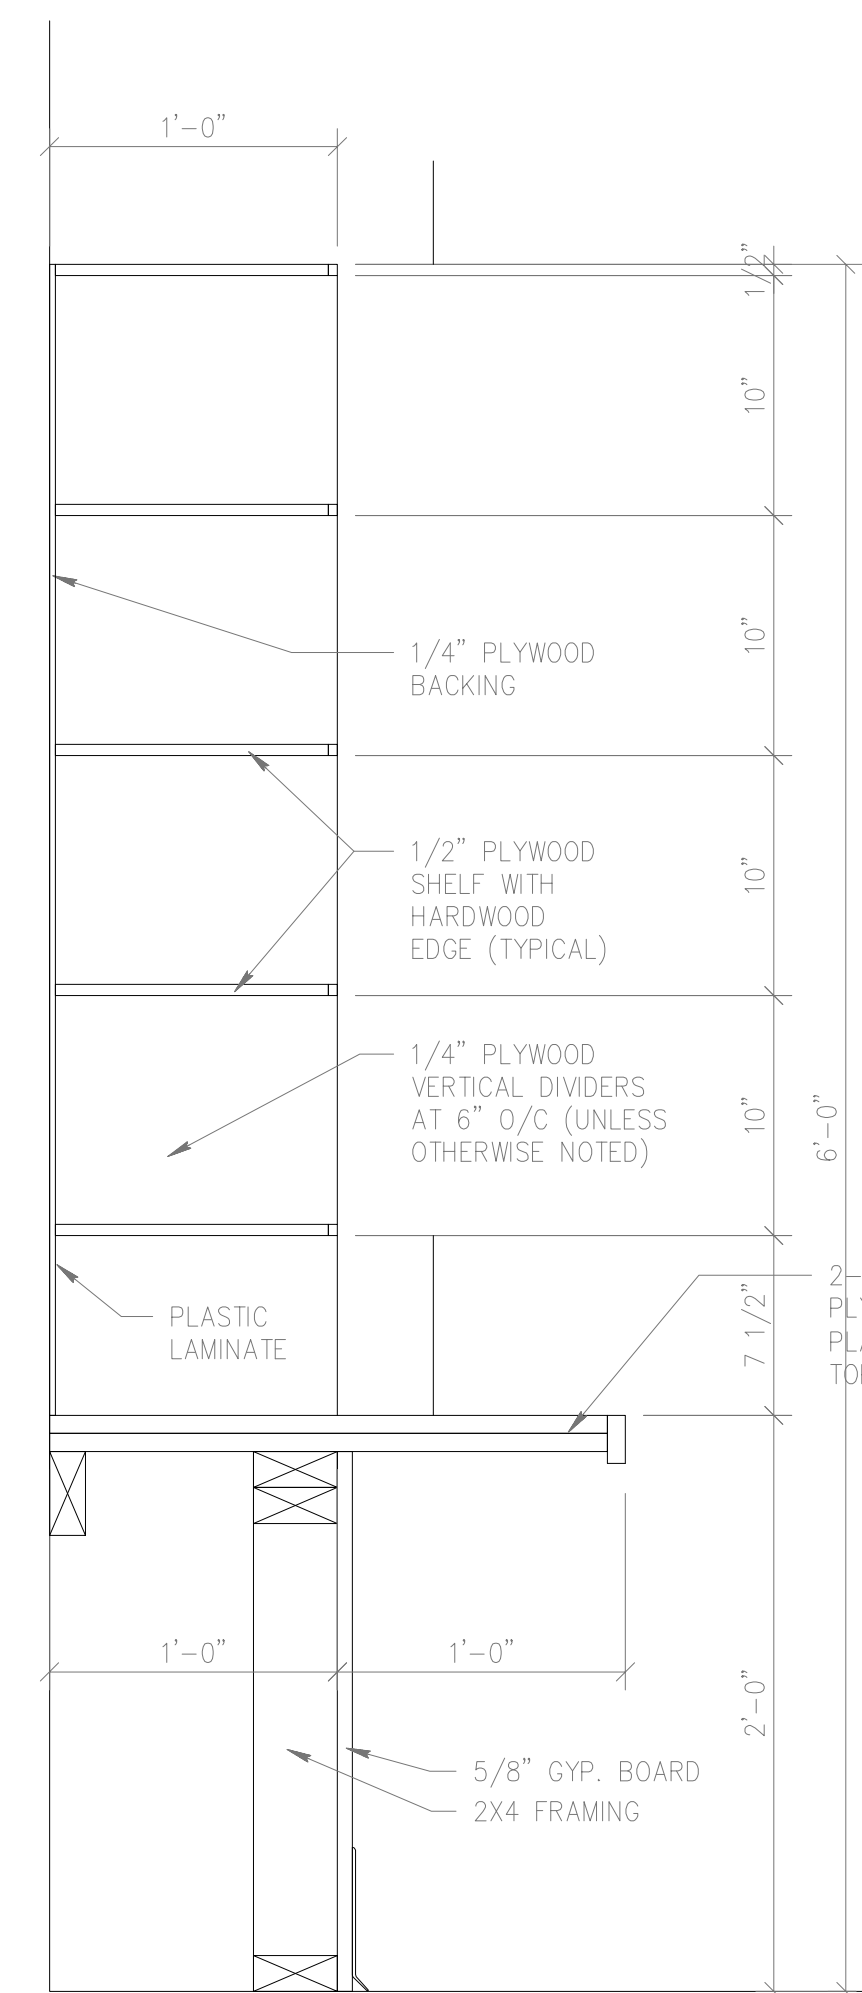 1'-0"
1/2"
10"
10"
1/4" PLYWOOD
BACKING
10"
1/2" PLYWOOD
SHELF WITH
HARDWOOD
EDGE (TYPICAL)
10"
1/4" PLYWOOD
VERTICAL DIVIDERS
AT 6" O/C (UNLESS
OTHERWISE NOTED)
6'-0"
7 1/2"
PLASTIC
LAMINATE
2-
1'-0"
1'-0"
2'-0"
5/8" GYP. BOARD
2X4 FRAMING